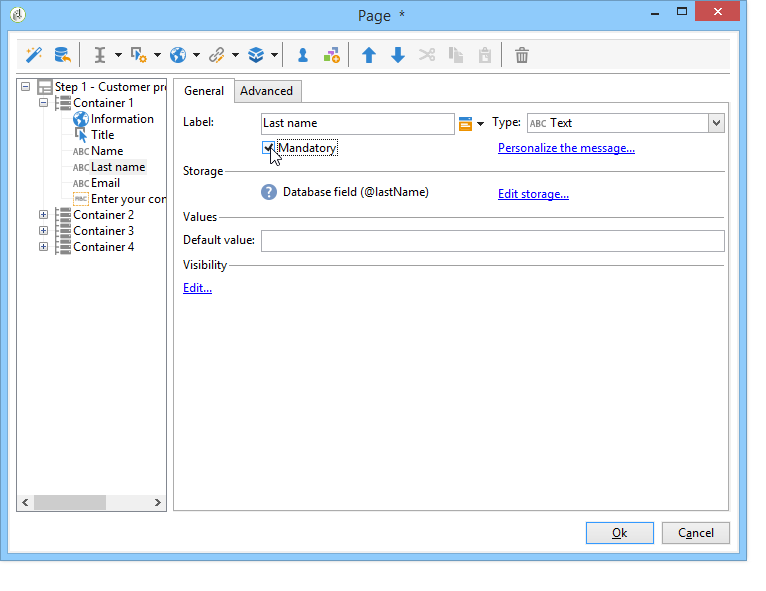 Page *
Step 1 - Customer pr
General Advanced
Container 1
Information
Title
ABC Name
ABC Last name
ABC Email
Enter your con
Container 2
Container 3
Container 4
Label: Last name Type: ABC Text
Mandatory Personalize the message...
Storage
Database field (@lastName) Edit storage...
Values
Default value:
Visibility
Edit...
Ok Cancel